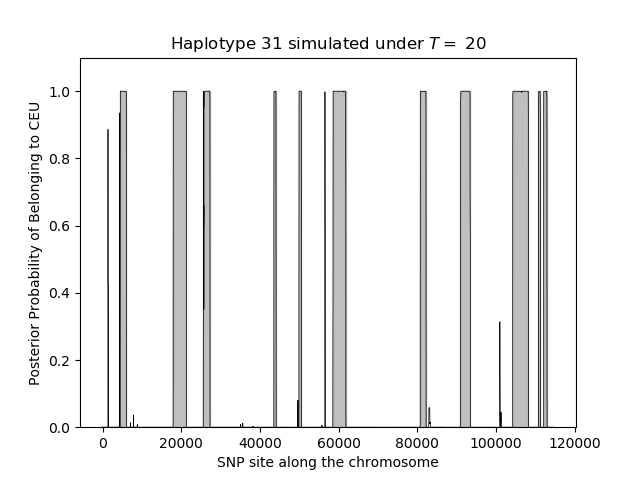 Haplotype 31 simulated under T = 20
Posterior Probability of Belonging to CEU
1.0
0.8
0.6
0.4
0.2
0.0
0 20000 40000 60000 80000 100000 120000
SNP site along the chromosome